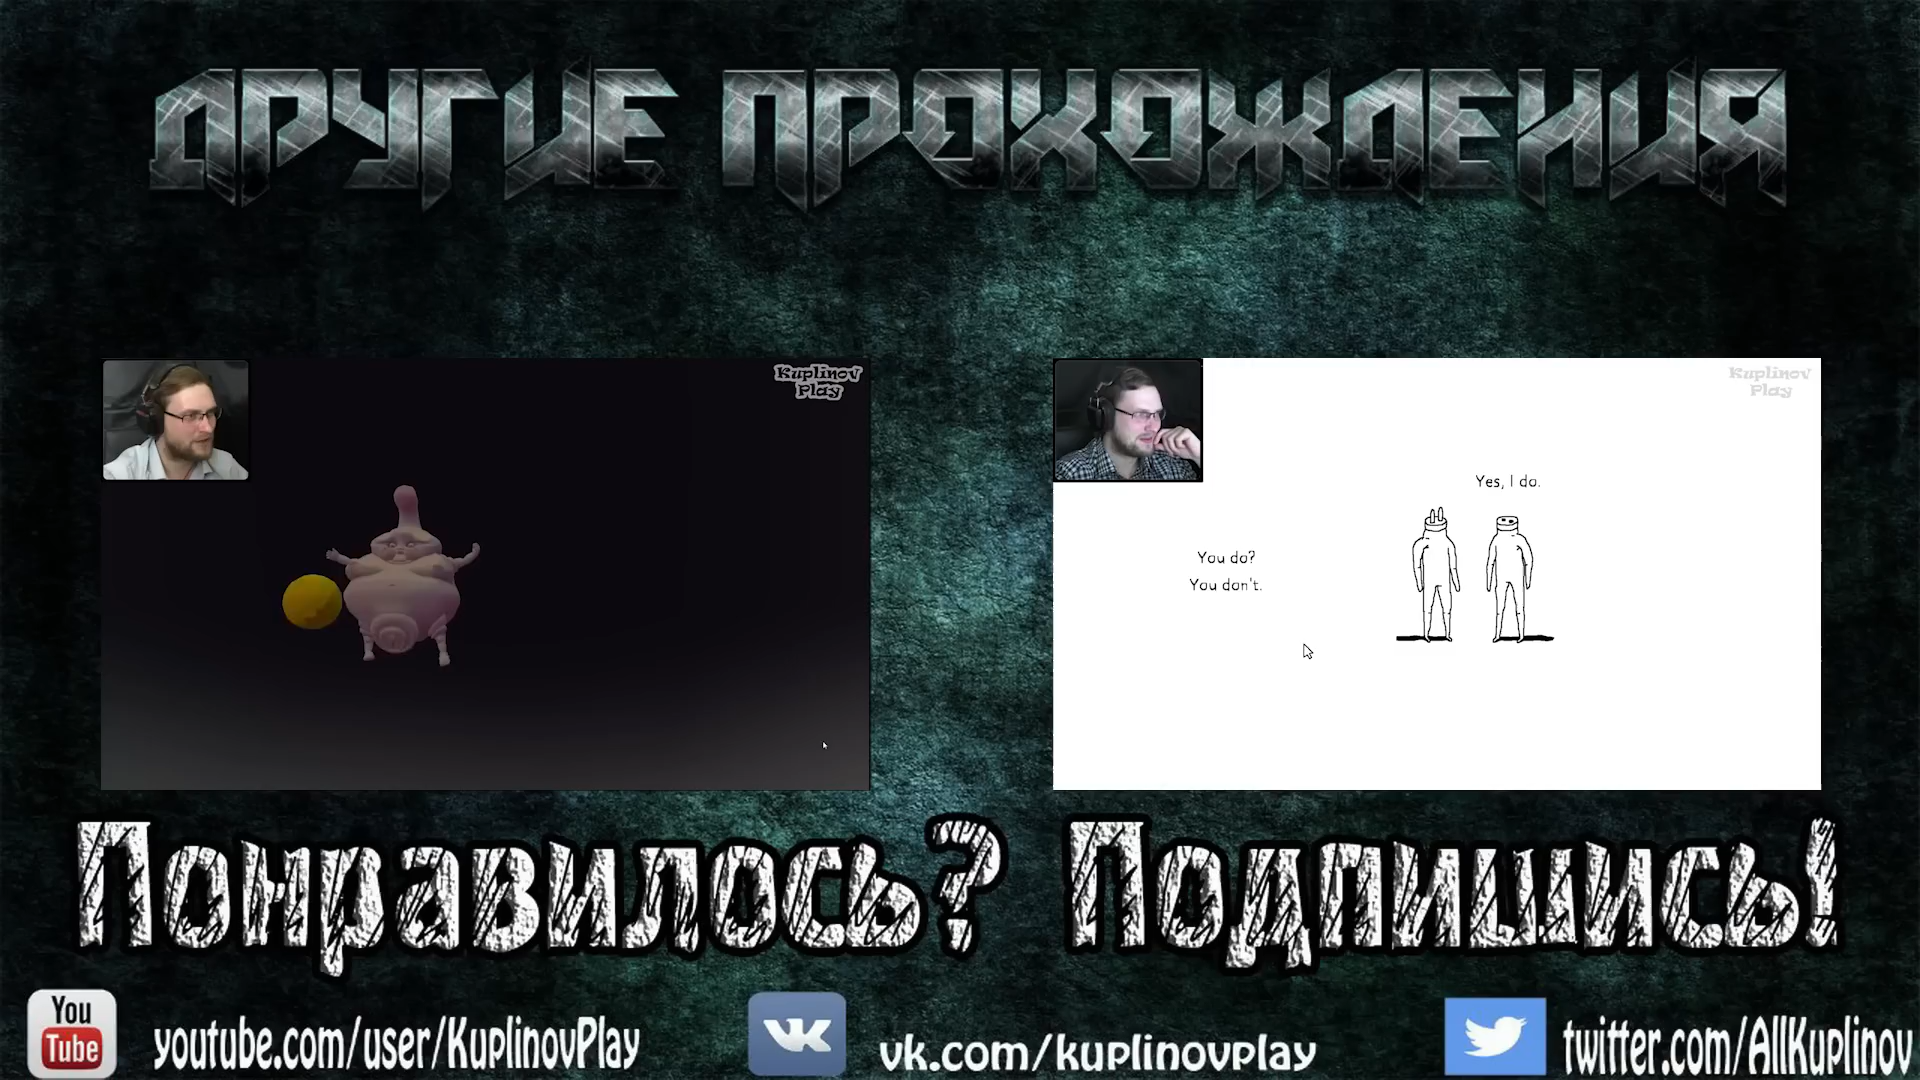 ДРУГИЕ ПРОХОЖДЕНИЯ
Kuplinov
Play
Kuplinov
Play
Yes, I do.
You do?
You don't.
Понравилось? Подпишись!
You
Tube
youtube.com/user/KuplinovPlay
vk.com/kuplinovplay
twitter.com/AllKuplinov